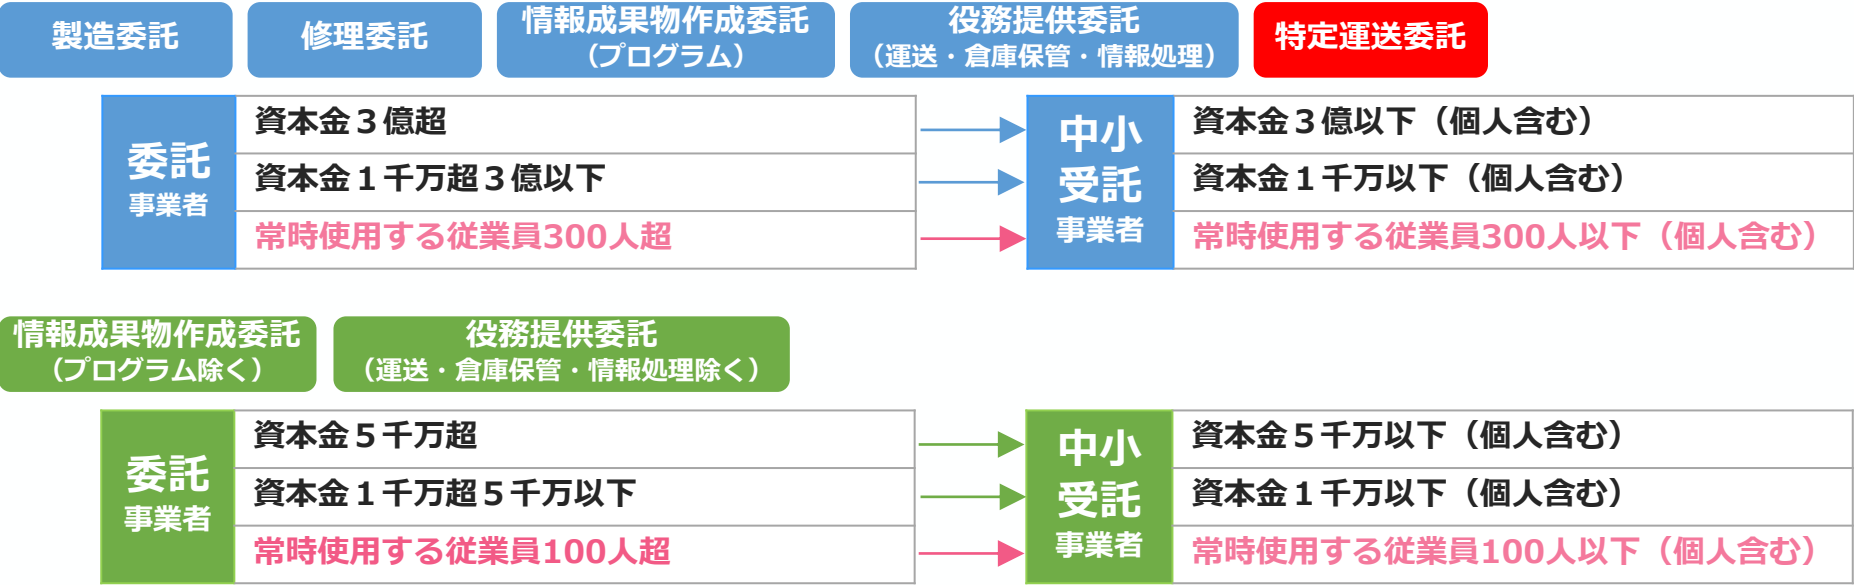 製造委託
修理委託
情報成果物作成委託
（プログラム）
役務提供委託
（運送・倉庫保管・情報処理）
特定運送委託
委託
事業者
資本金３億超
資本金１千万超３億以下
常時使用する従業員300人超
中小
受託
事業者
資本金３億以下（個人含む）
資本金１千万以下（個人含む）
常時使用する従業員300人以下（個人含む）
情報成果物作成委託
（プログラム除く）
役務提供委託
（運送・倉庫保管・情報処理除く）
委託
事業者
資本金５千万超
資本金１千万超５千万以下
常時使用する従業員100人超
中小
受託
事業者
資本金５千万以下（個人含む）
資本金１千万以下（個人含む）
常時使用する従業員100人以下（個人含む）